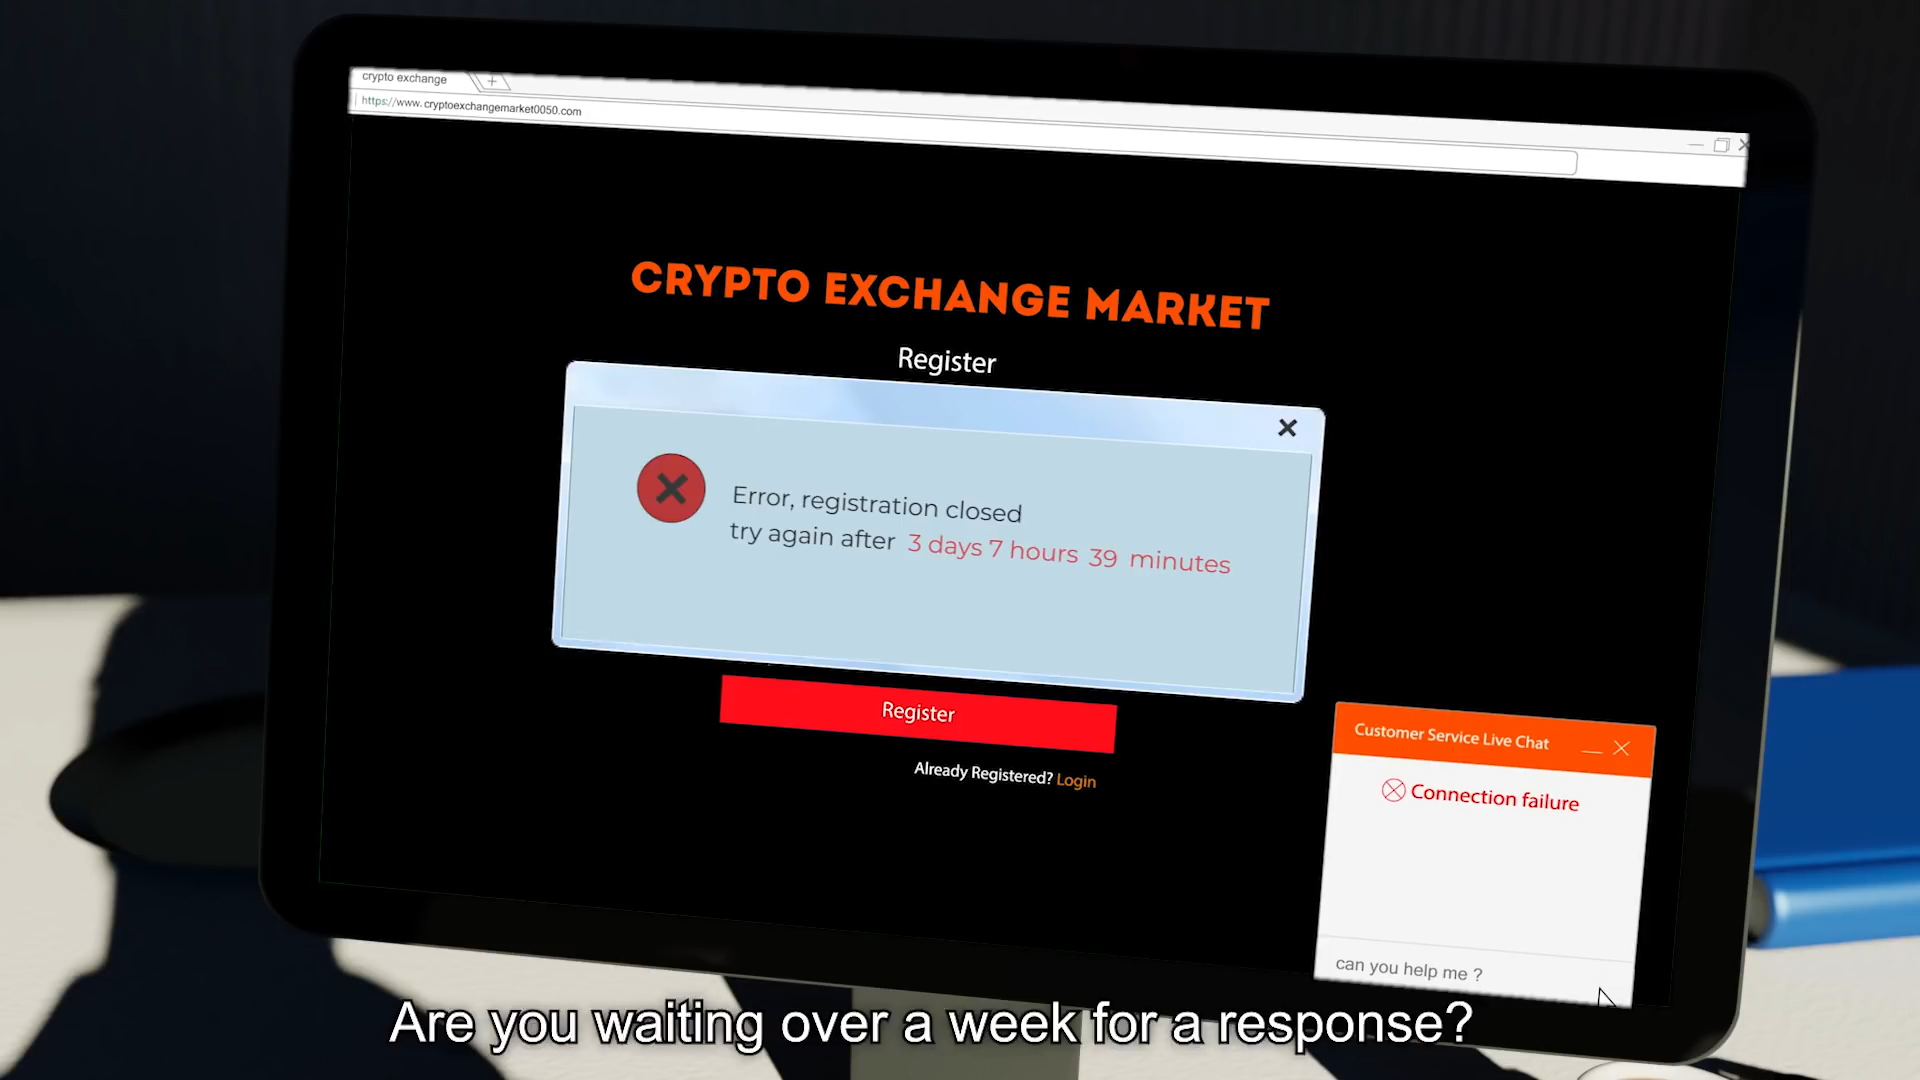 crypto exchange
https://www.cryptoexchangemarket0050.com
CRYPTO EXCHANGE MARKET
Register
Error, registration closed
try again after 3 days 7 hours 39 minutes
Register
Already Registered? Login
Customer Service Live Chat
Connection failure
can you help me ?
Are you waiting over a week for a response?